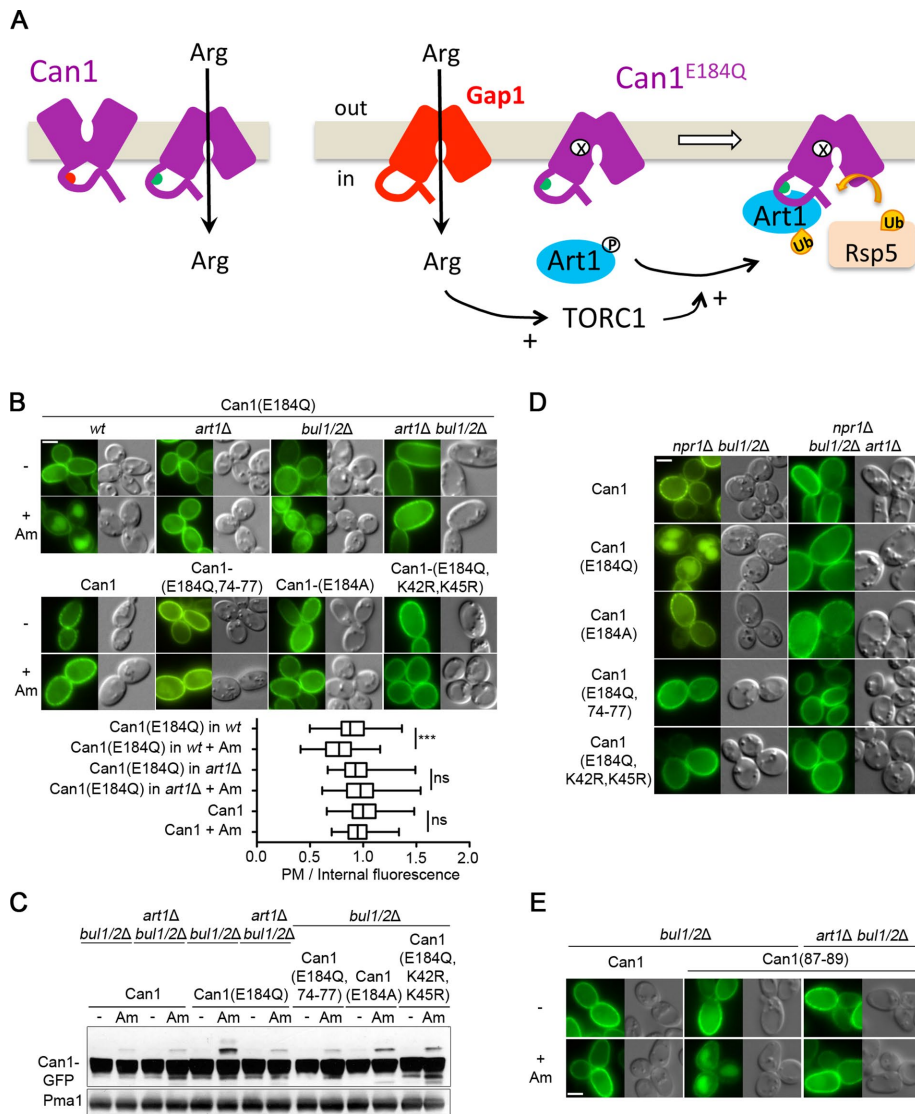 A
Arg
Arg
Can1
Gap1
Can1E184Q
out
in
X
X
Art1
Ub
Ub
Rsp5
Arg
Arg
Art1
P
+
TORC1
+
B
Can1(E184Q)
wt
art1Δ
bul1/2Δ
art1Δ bul1/2Δ
-
+
Am
Can1
Can1-
(E184Q,74-77)
Can1-(E184A)
Can1-(E184Q,
K42R,K45R)
-
+
Am
Can1(E184Q) in wt
Can1(E184Q) in wt + Am
Can1(E184Q) in art1Δ
Can1(E184Q) in art1Δ + Am
Can1
Can1 + Am
***
ns
ns
0.0 0.5 1.0 1.5 2.0
PM / Internal fluorescence
C
art1Δ art1Δ
bul1/2Δ bul1/2Δ bul1/2Δ bul1/2Δ bul1/2Δ
Can1
Can1(E184Q)
Can1
(E184Q,
74-77)
Can1
(E184A)
Can1
(E184Q,
K42R,
K45R)
- Am - Am - Am - Am - Am - Am - Am
Can1-
GFP
Pma1
D
npr1Δ bul1/2Δ
npr1Δ
bul1/2Δ art1Δ
Can1
Can1
(E184Q)
Can1
(E184A)
Can1
(E184Q,
74-77)
Can1
(E184Q,
K42R,K45R)
E
bul1/2Δ
art1Δ bul1/2Δ
Can1
Can1(87-89)
-
+
Am